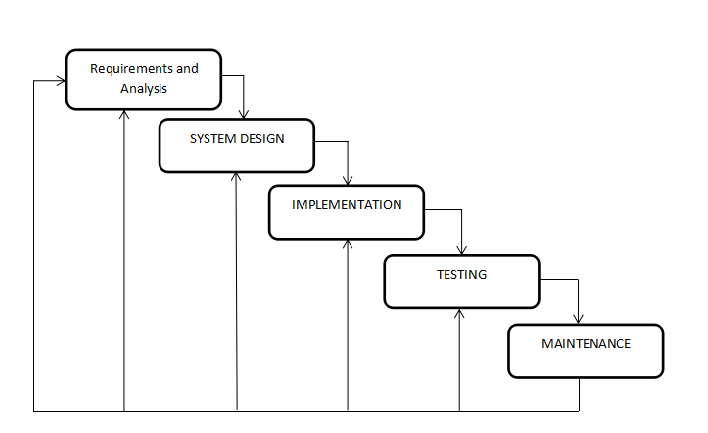 Requirements and
Analysis
SYSTEM DESIGN
IMPLEMENTATION
TESTING
MAINTENANCE